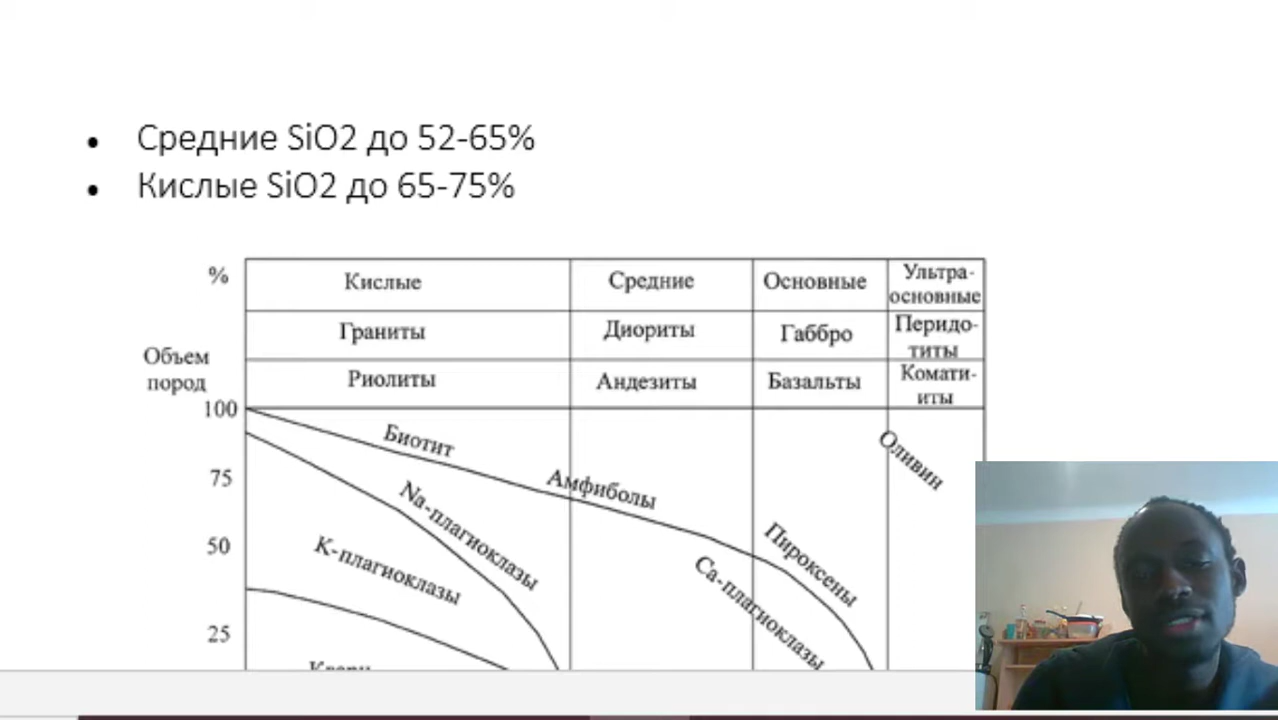 Средние SiO2 до 52-65%
Кислые SiO2 до 65-75%
%
Кислые
Средние
Основные
Ультра-
основные
Граниты
Диориты
Габбро
Перидо-
титы
Объем
пород
Риолиты
Андезиты
Базальты
Комати-
иты
100
Биотит
Оливин
75
Na-плагиоклазы
Амфиболы
50
К-плагиоклазы
Пироксены
Са-плагиоклазы
25